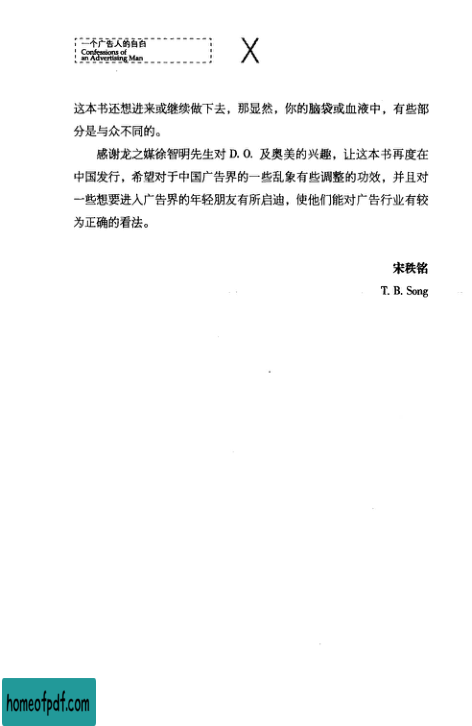 一个广告人的自白
Confessions of
an Advertising Man
X
这本书还想进来或继续做下去，那显然，你的脑袋或血液中，有些部
分是与众不同的。
感谢龙之媒徐智明先生对 D. O. 及奥美的兴趣，让这本书再度在
中国发行，希望对于中国广告界的一些乱象有些调整的功效，并且对
一些想要进入广告界的年轻朋友有所启迪，使他们能对广告行业有较
为正确的看法。
宋秩铭
T. B. Song
homeofpdf.com